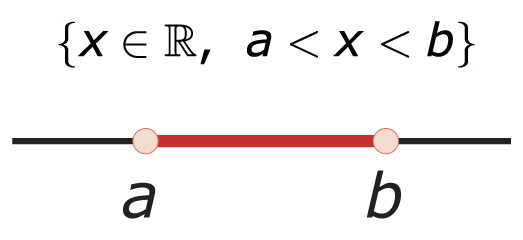 {x ∈ ℝ, a < x < b}
a b